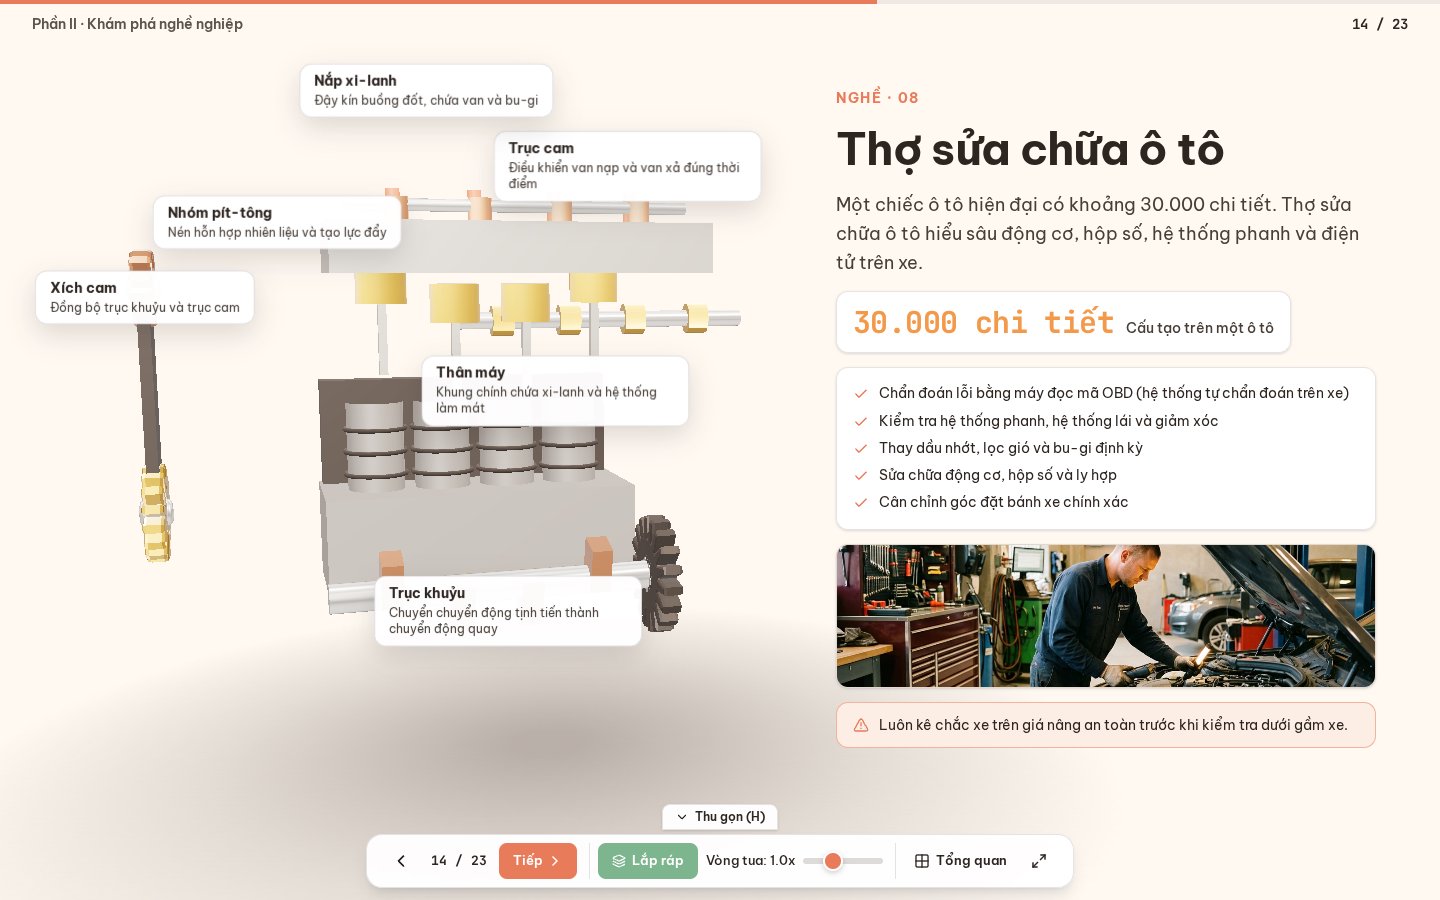 Phần II · Khám phá nghề nghiệp
14 / 23
Nắp xi-lanh
Đậy kín buồng đốt, chứa van và bu-gi
Trục cam
Điều khiển van nạp và van xả đúng thời
điểm
Nhóm pít-tông
Nén hỗn hợp nhiên liệu và tạo lực đẩy
Xích cam
Đồng bộ trục khuỷu và trục cam
Thân máy
Khung chính chứa xi-lanh và hệ thống
làm mát
Trục khuỷu
Chuyển chuyển động tịnh tiến thành
chuyển động quay
NGHỀ · 08
Thợ sửa chữa ô tô
Một chiếc ô tô hiện đại có khoảng 30.000 chi tiết. Thợ sửa
chữa ô tô hiểu sâu động cơ, hộp số, hệ thống phanh và điện
tử trên xe.
30.000 chi tiết Cấu tạo trên một ô tô
Chẩn đoán lỗi bằng máy đọc mã OBD (hệ thống tự chẩn đoán trên xe)
Kiểm tra hệ thống phanh, hệ thống lái và giảm xóc
Thay dầu nhớt, lọc gió và bu-gi định kỳ
Sửa chữa động cơ, hộp số và ly hợp
Cân chỉnh góc đặt bánh xe chính xác
Luôn kê chắc xe trên giá nâng an toàn trước khi kiểm tra dưới gầm xe.
Thu gọn (H)
14 / 23 Tiếp Lắp ráp Vòng tua: 1.0x Tổng quan